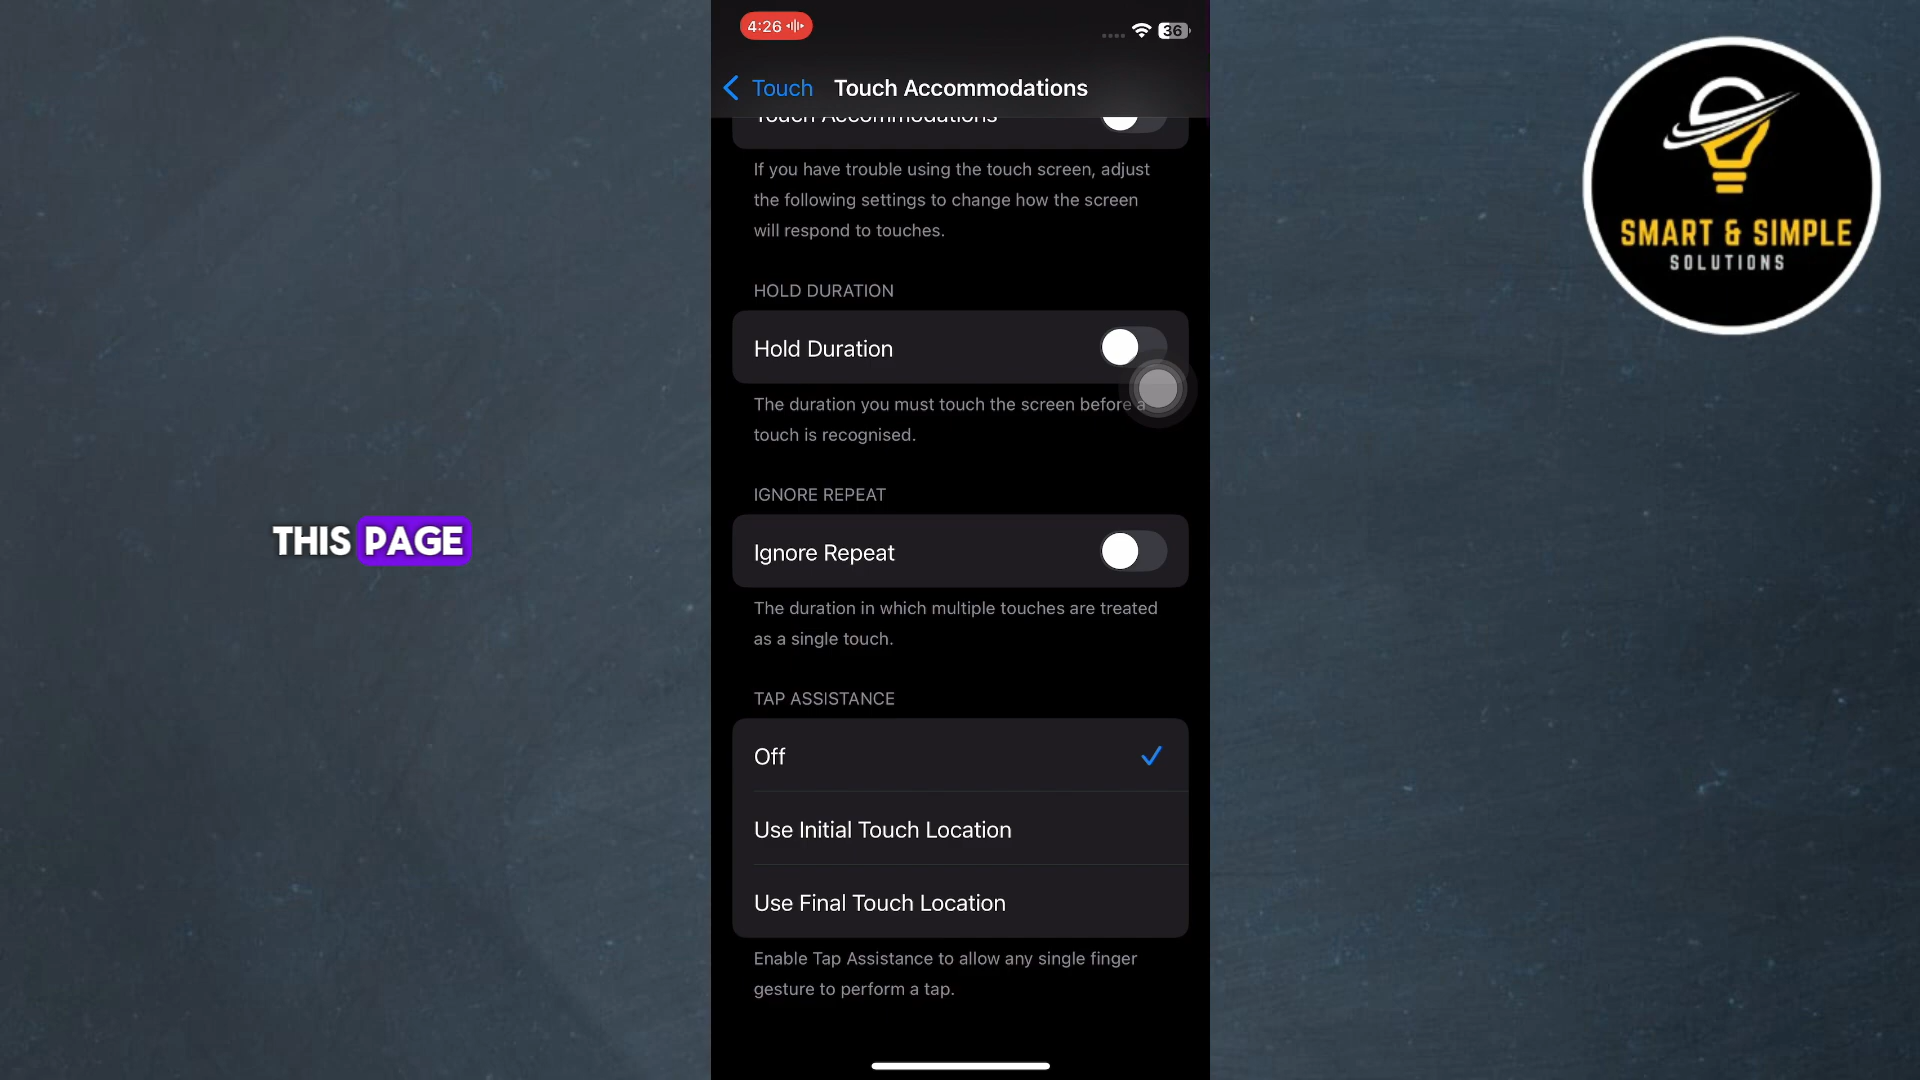 4:26
36
Touch
Touch Accommodations
Touch Accommodations
If you have trouble using the touch screen, adjust
the following settings to change how the screen
will respond to touches.
HOLD DURATION
Hold Duration
The duration you must touch the screen before a
touch is recognised.
IGNORE REPEAT
Ignore Repeat
The duration in which multiple touches are treated
as a single touch.
TAP ASSISTANCE
Off
Use Initial Touch Location
Use Final Touch Location
Enable Tap Assistance to allow any single finger
gesture to perform a tap.
THIS PAGE
SMART & SIMPLE
SOLUTIONS